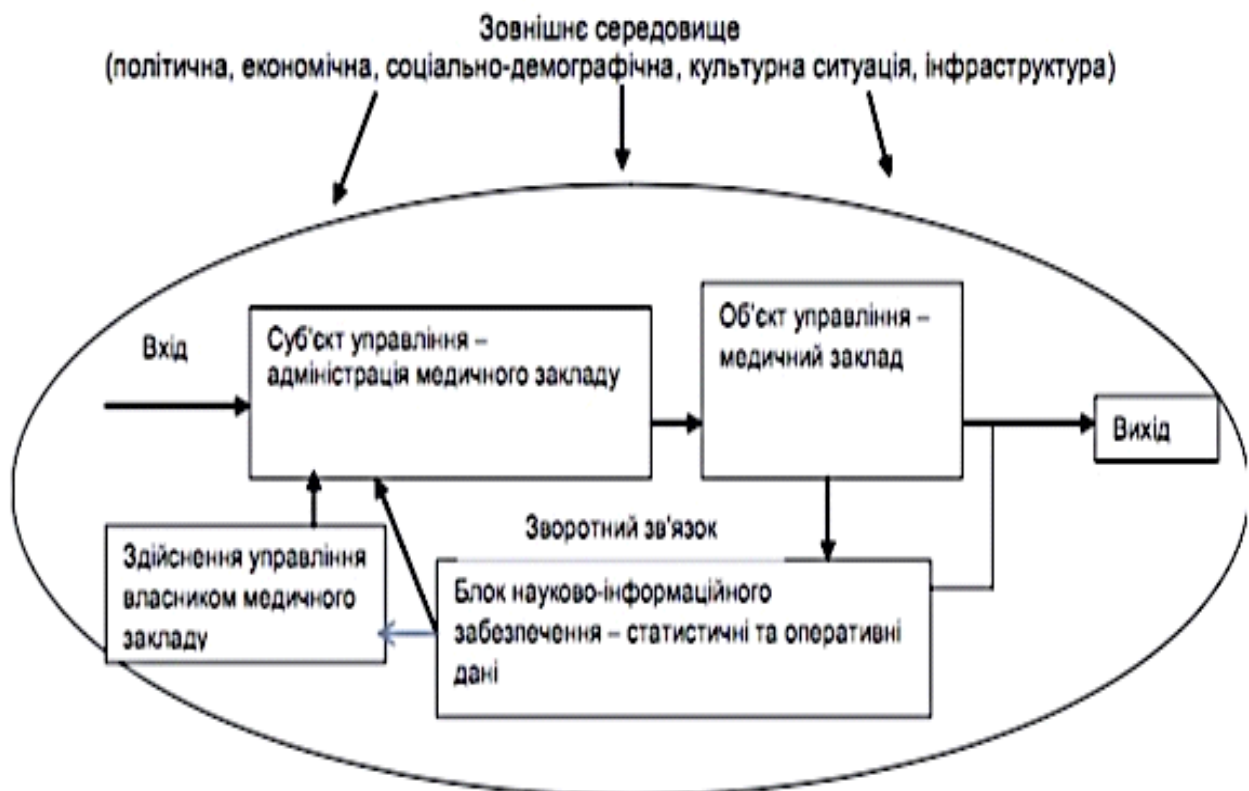 Зовнішнє середовище
(політична, економічна, соціально-демографічна, культурна ситуація, інфраструктура)
Вхід
Суб'єкт управління –
адміністрація медичного закладу
Об'єкт управління –
медичний заклад
Вихід
Зворотний зв'язок
Здійснення управління
власником медичного
закладу
Блок науково-інформаційного
забезпечення – статистичні та оперативні
дані